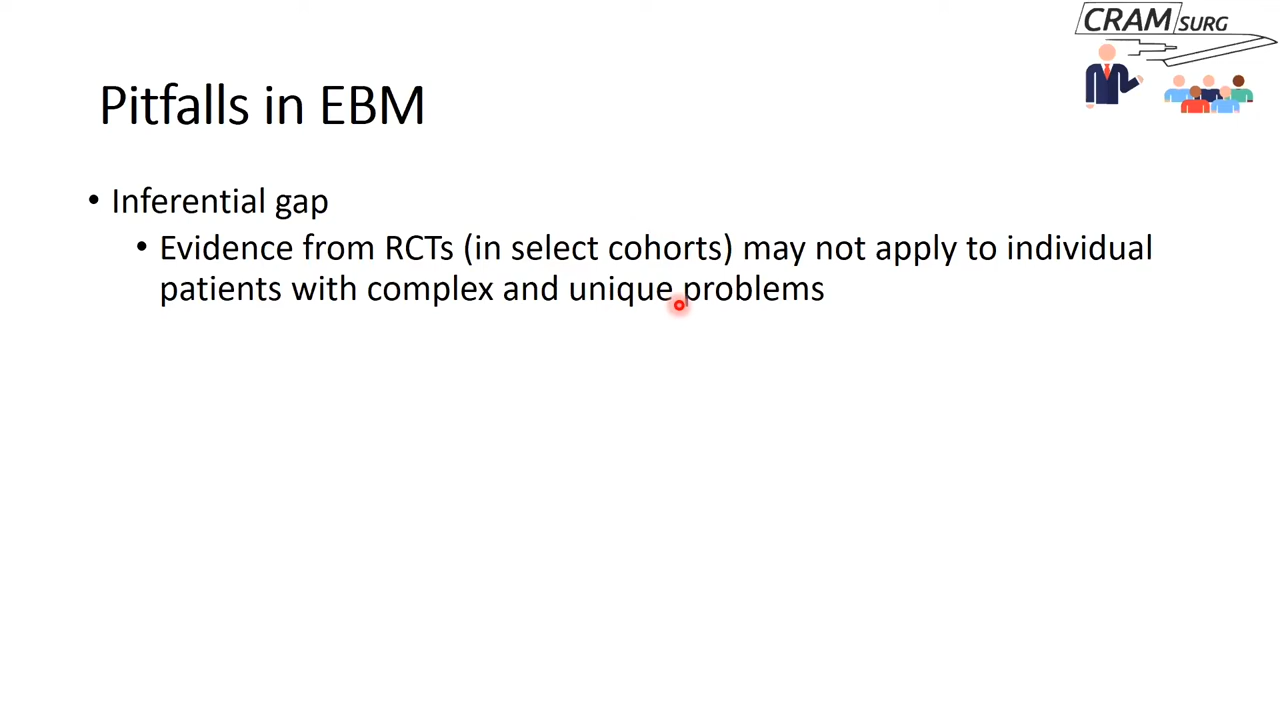 CRAM SURG
Pitfalls in EBM
• Inferential gap
• Evidence from RCTs (in select cohorts) may not apply to individual
patients with complex and unique problems